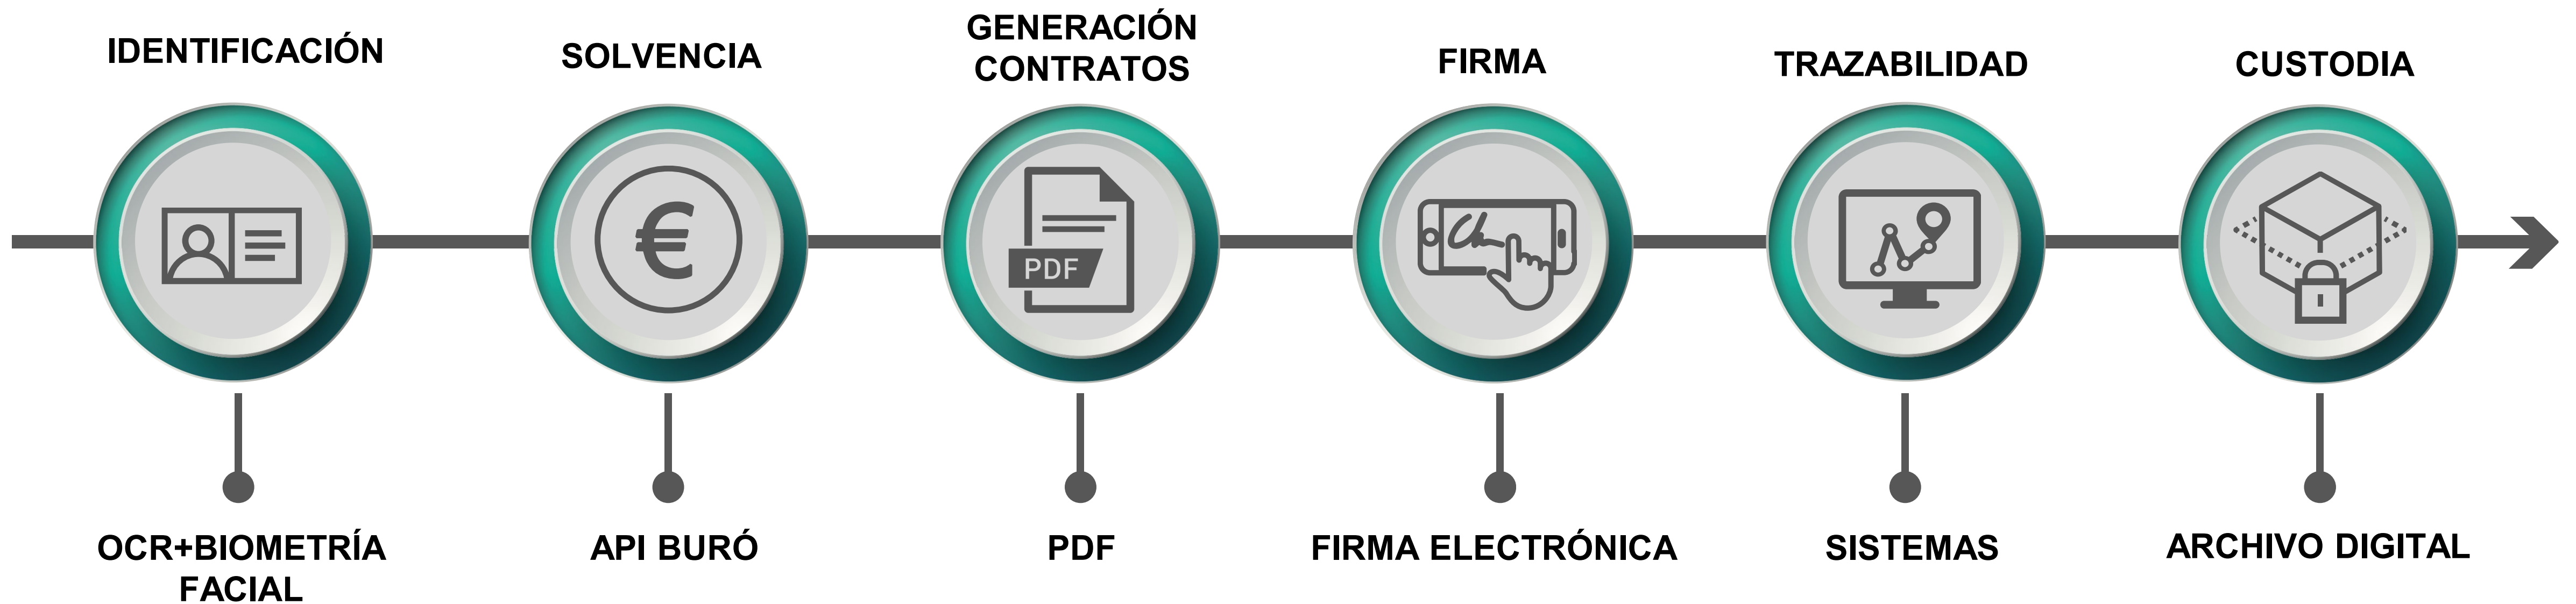 IDENTIFICACIÓN
SOLVENCIA
GENERACIÓN
CONTRATOS
FIRMA
TRAZABILIDAD
CUSTODIA
€
PDF
OCR+BIOMETRÍA
FACIAL
API BURÓ
PDF
FIRMA ELECTRÓNICA
SISTEMAS
ARCHIVO DIGITAL